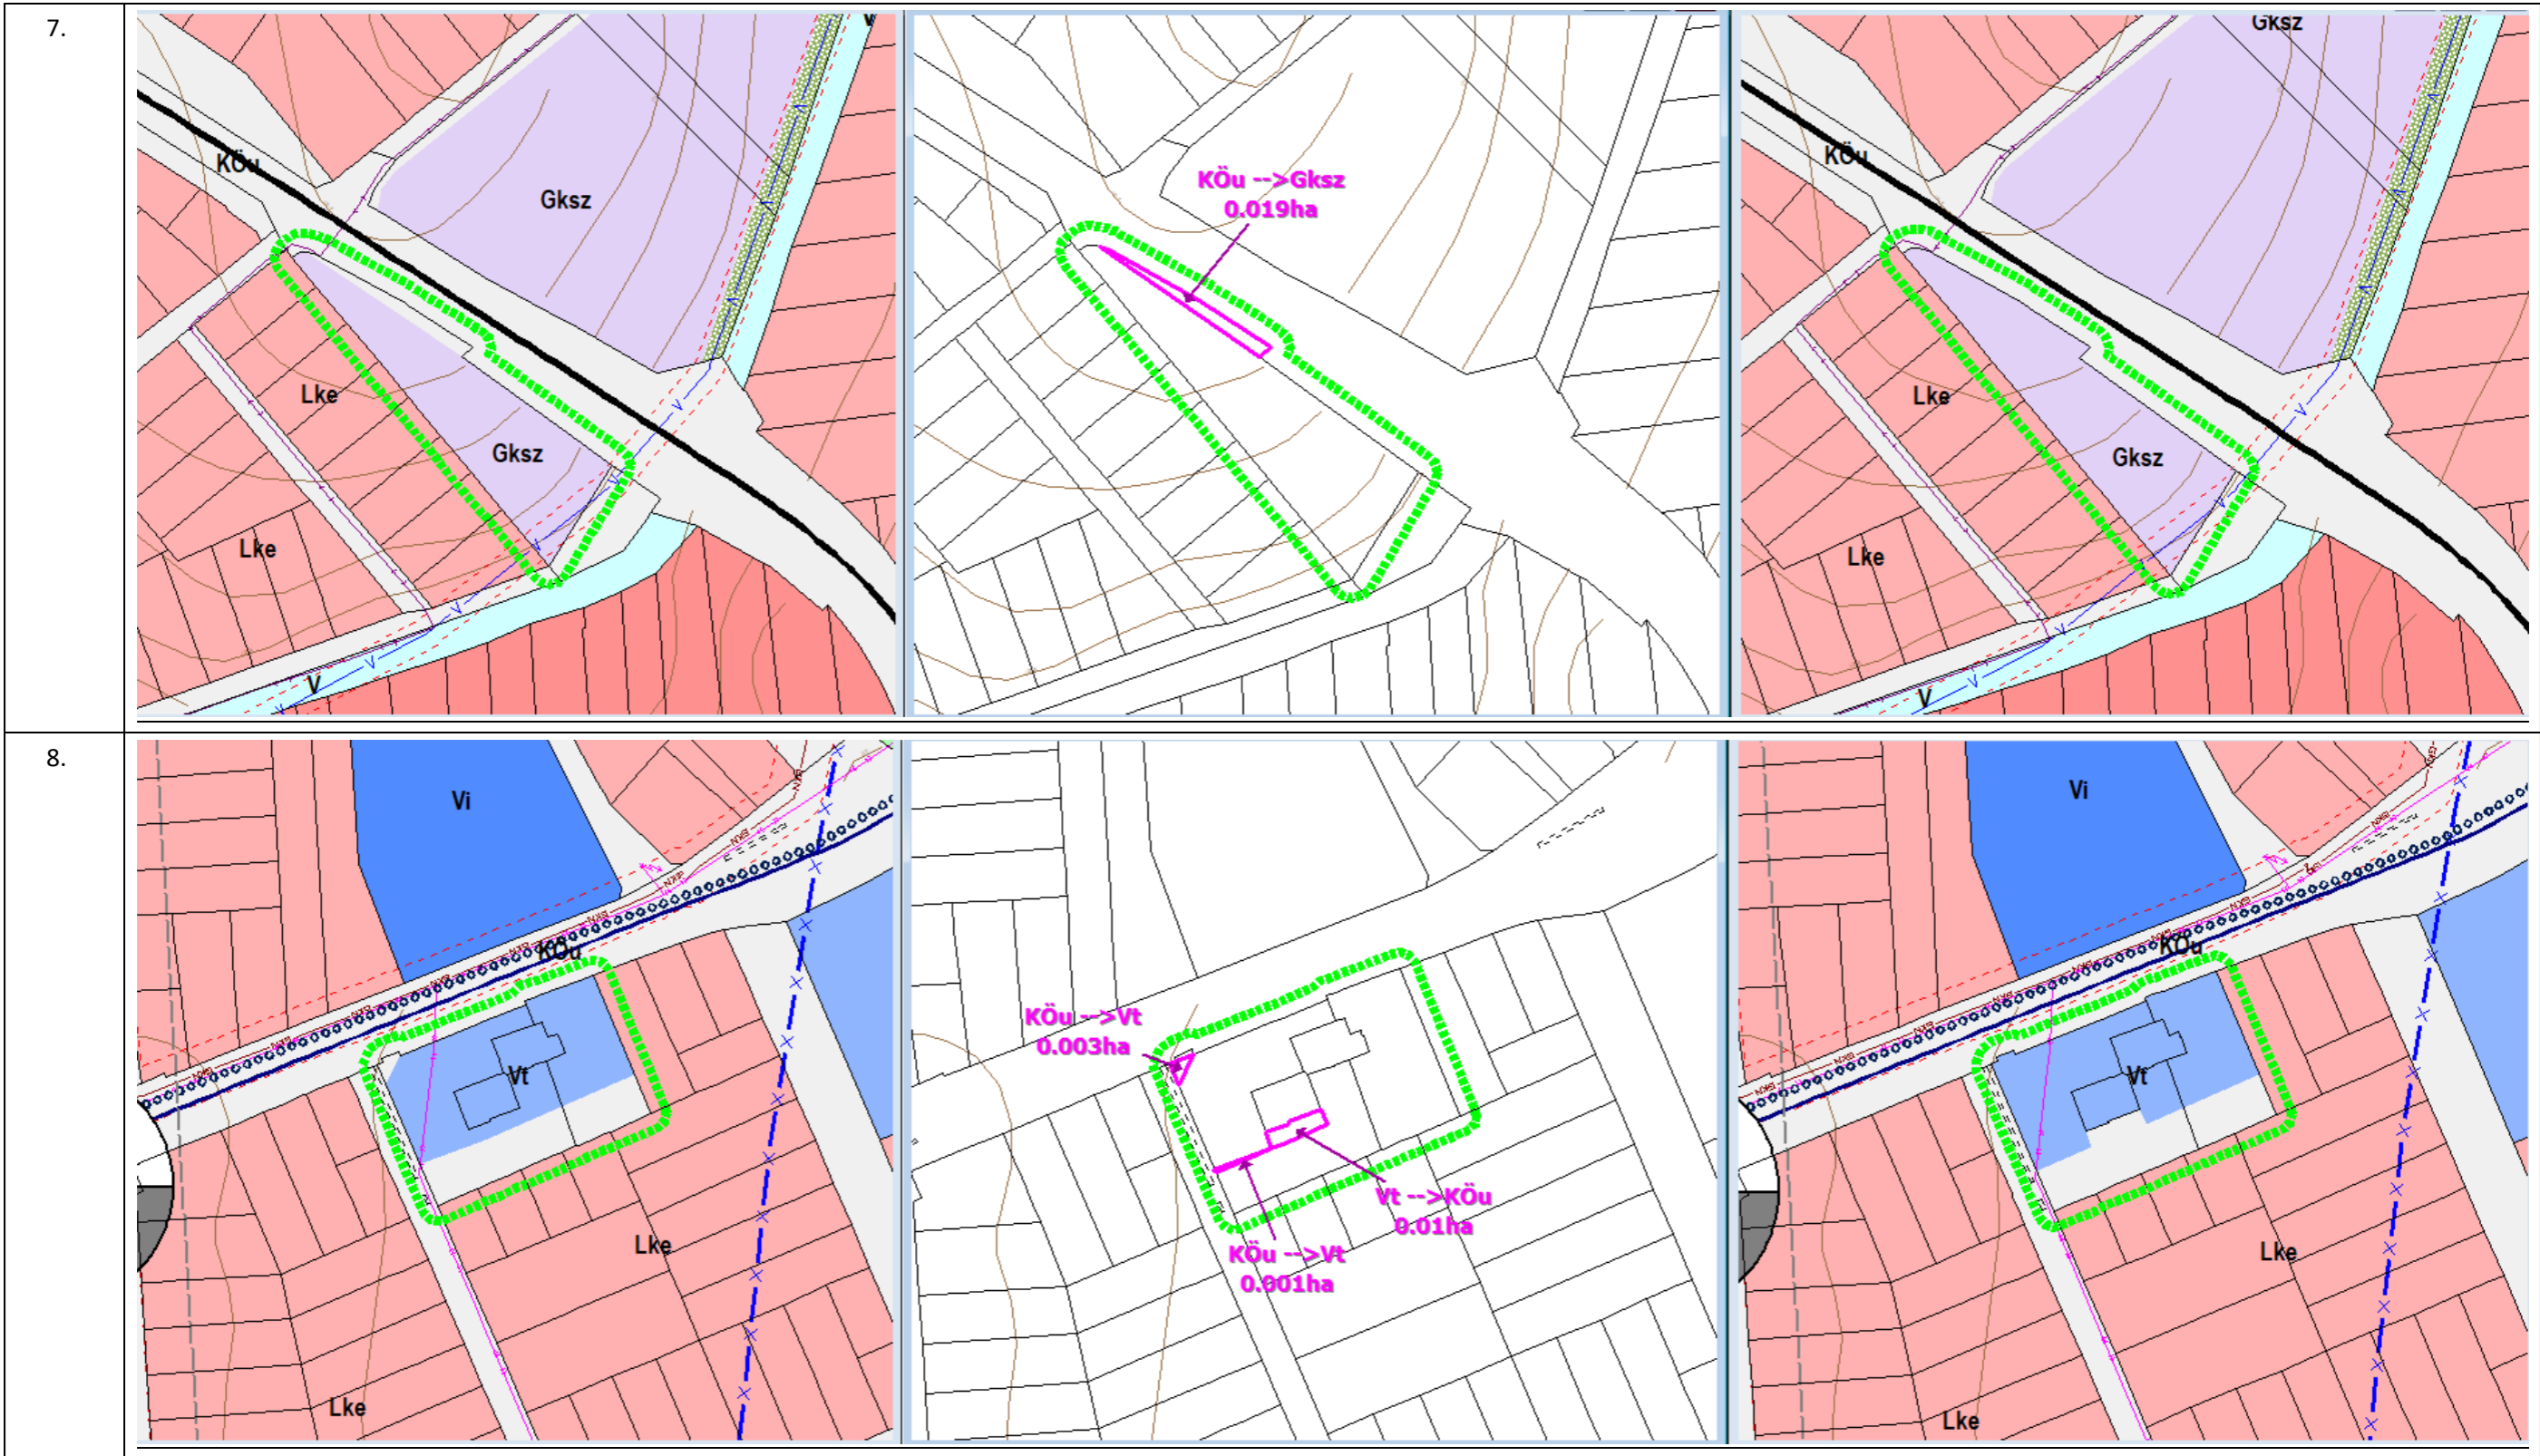 7.
KÖu
Gksz
Lke
Gksz
Lke
V
KÖu -->Gksz
0.019ha
Gksz
KÖu
Lke
Gksz
Lke
V
8.
Vi
KÖu
Vt
Lke
Lke
KÖu -->Vt
0.003ha
Vt -->KÖu
0.01ha
KÖu -->Vt
0.001ha
Vi
KÖu
Vt
Lke
Lke